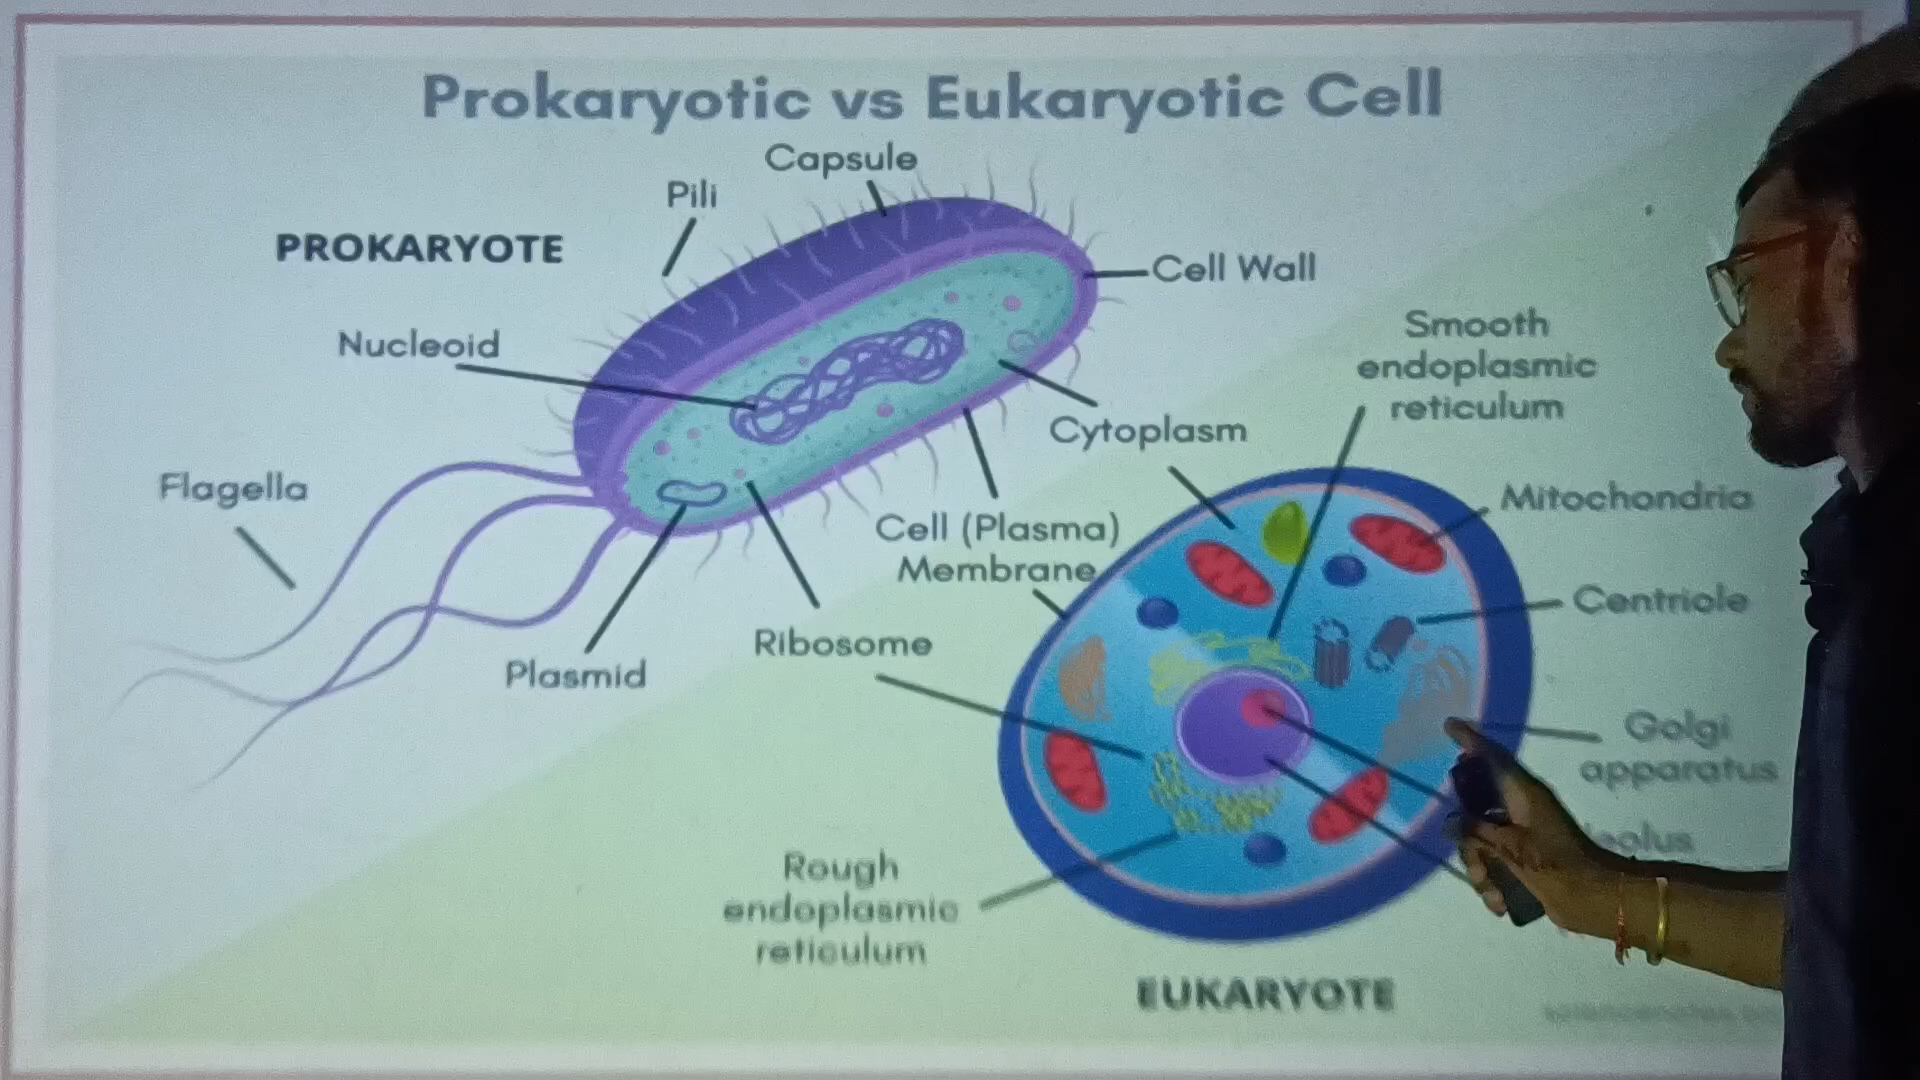 Prokaryotic vs Eukaryotic Cell
Capsule
Pili
PROKARYOTE
Cell Wall
Nucleoid
Smooth
endoplasmic
reticulum
Cytoplasm
Flagella
Mitochondria
Cell (Plasma)
Membrane
Centriole
Ribosome
Plasmid
Golgi
apparatus
Rough
endoplasmic
reticulum
EUKARYOTE